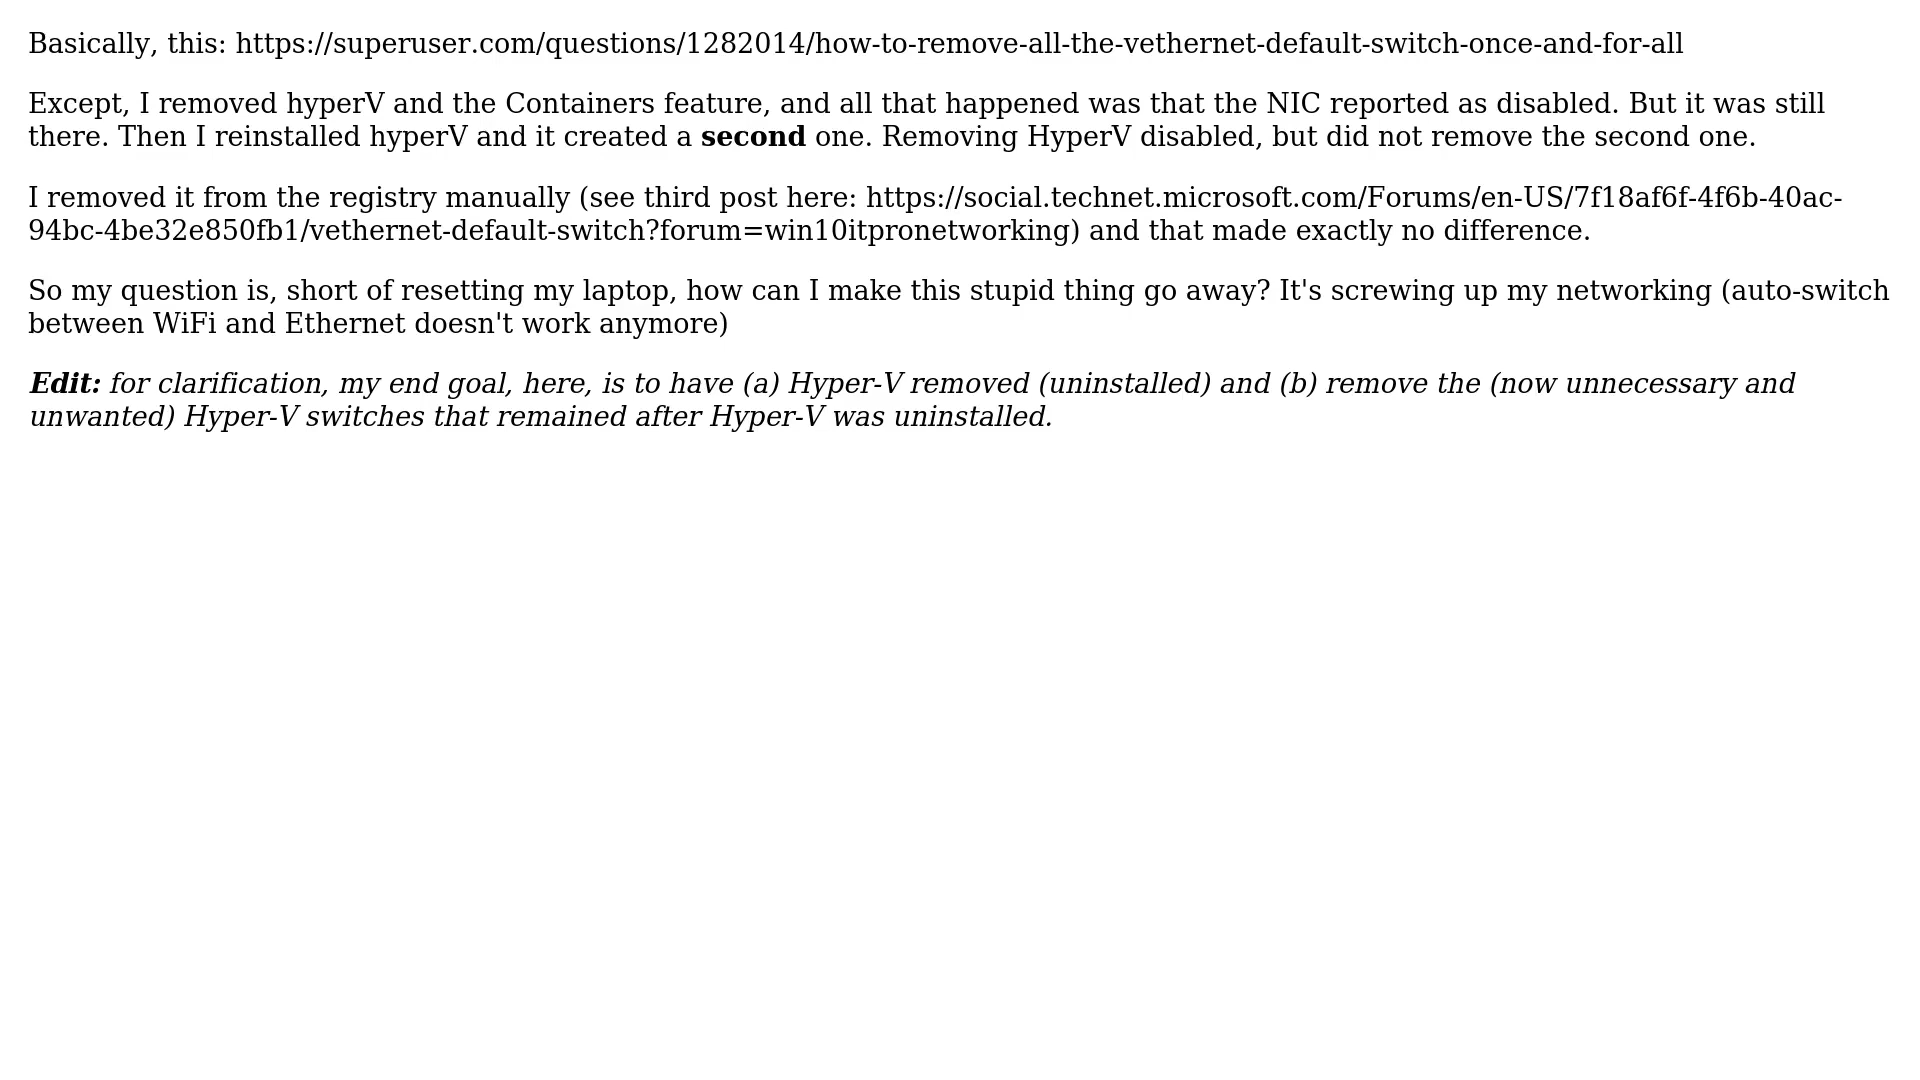 Basically, this: https://superuser.com/questions/1282014/how-to-remove-all-the-vethernet-default-switch-once-and-for-all
Except, I removed hyperV and the Containers feature, and all that happened was that the NIC reported as disabled. But it was still
there. Then I reinstalled hyperV and it created a second one. Removing HyperV disabled, but did not remove the second one.
I removed it from the registry manually (see third post here: https://social.technet.microsoft.com/Forums/en-US/7f18af6f-4f6b-40ac-
94bc-4be32e850fb1/vethernet-default-switch?forum=win10itpronetworking) and that made exactly no difference.
So my question is, short of resetting my laptop, how can I make this stupid thing go away? It's screwing up my networking (auto-switch
between WiFi and Ethernet doesn't work anymore)
Edit: for clarification, my end goal, here, is to have (a) Hyper-V removed (uninstalled) and (b) remove the (now unnecessary and
unwanted) Hyper-V switches that remained after Hyper-V was uninstalled.